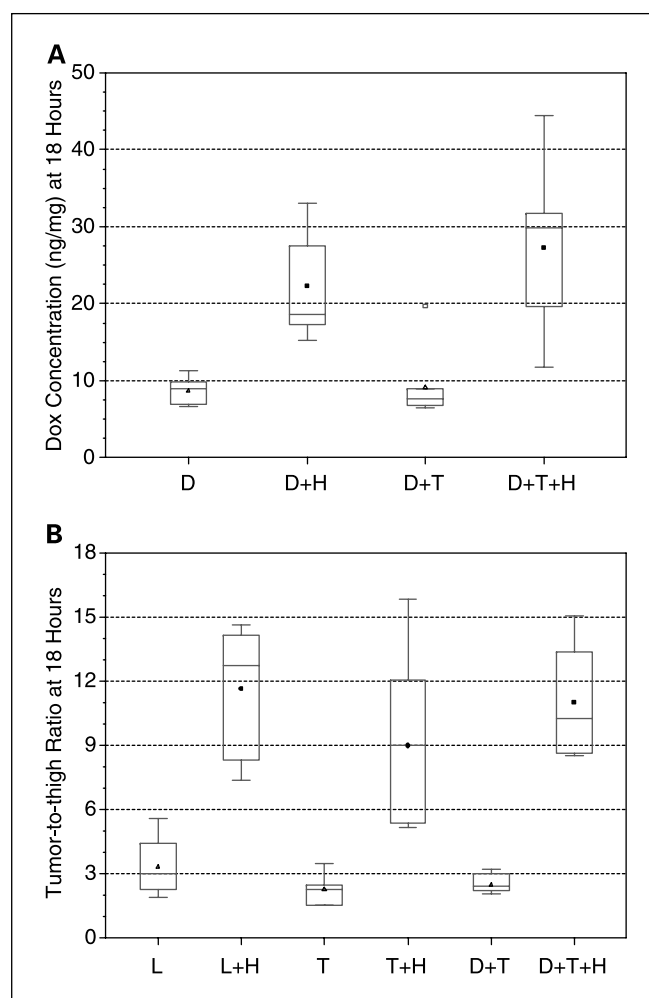 A
Dox Concentration (ng/mg) at 18 Hours
50
40
30
20
10
0
D D+H D+T D+T+H
B
Tumor-to-thigh Ratio at 18 Hours
18
15
12
9
6
3
0
L L+H T T+H D+T D+T+H